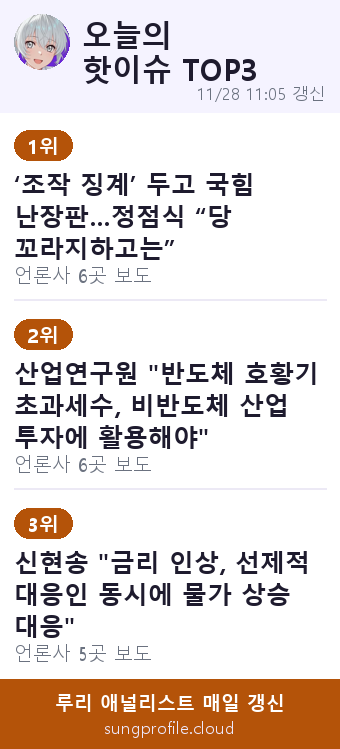 오늘의
핫이슈 TOP3
11/28 11:05 갱신
1위
‘조작 징계’ 두고 국힘
난장판…정점식 “당
꼬라지하고는”
언론사 6곳 보도
2위
산업연구원 "반도체 호황기
초과세수, 비반도체 산업
투자에 활용해야"
언론사 6곳 보도
3위
신현송 "금리 인상, 선제적
대응인 동시에 물가 상승
대응"
언론사 5곳 보도
루리 애널리스트 매일 갱신
sungprofile.cloud